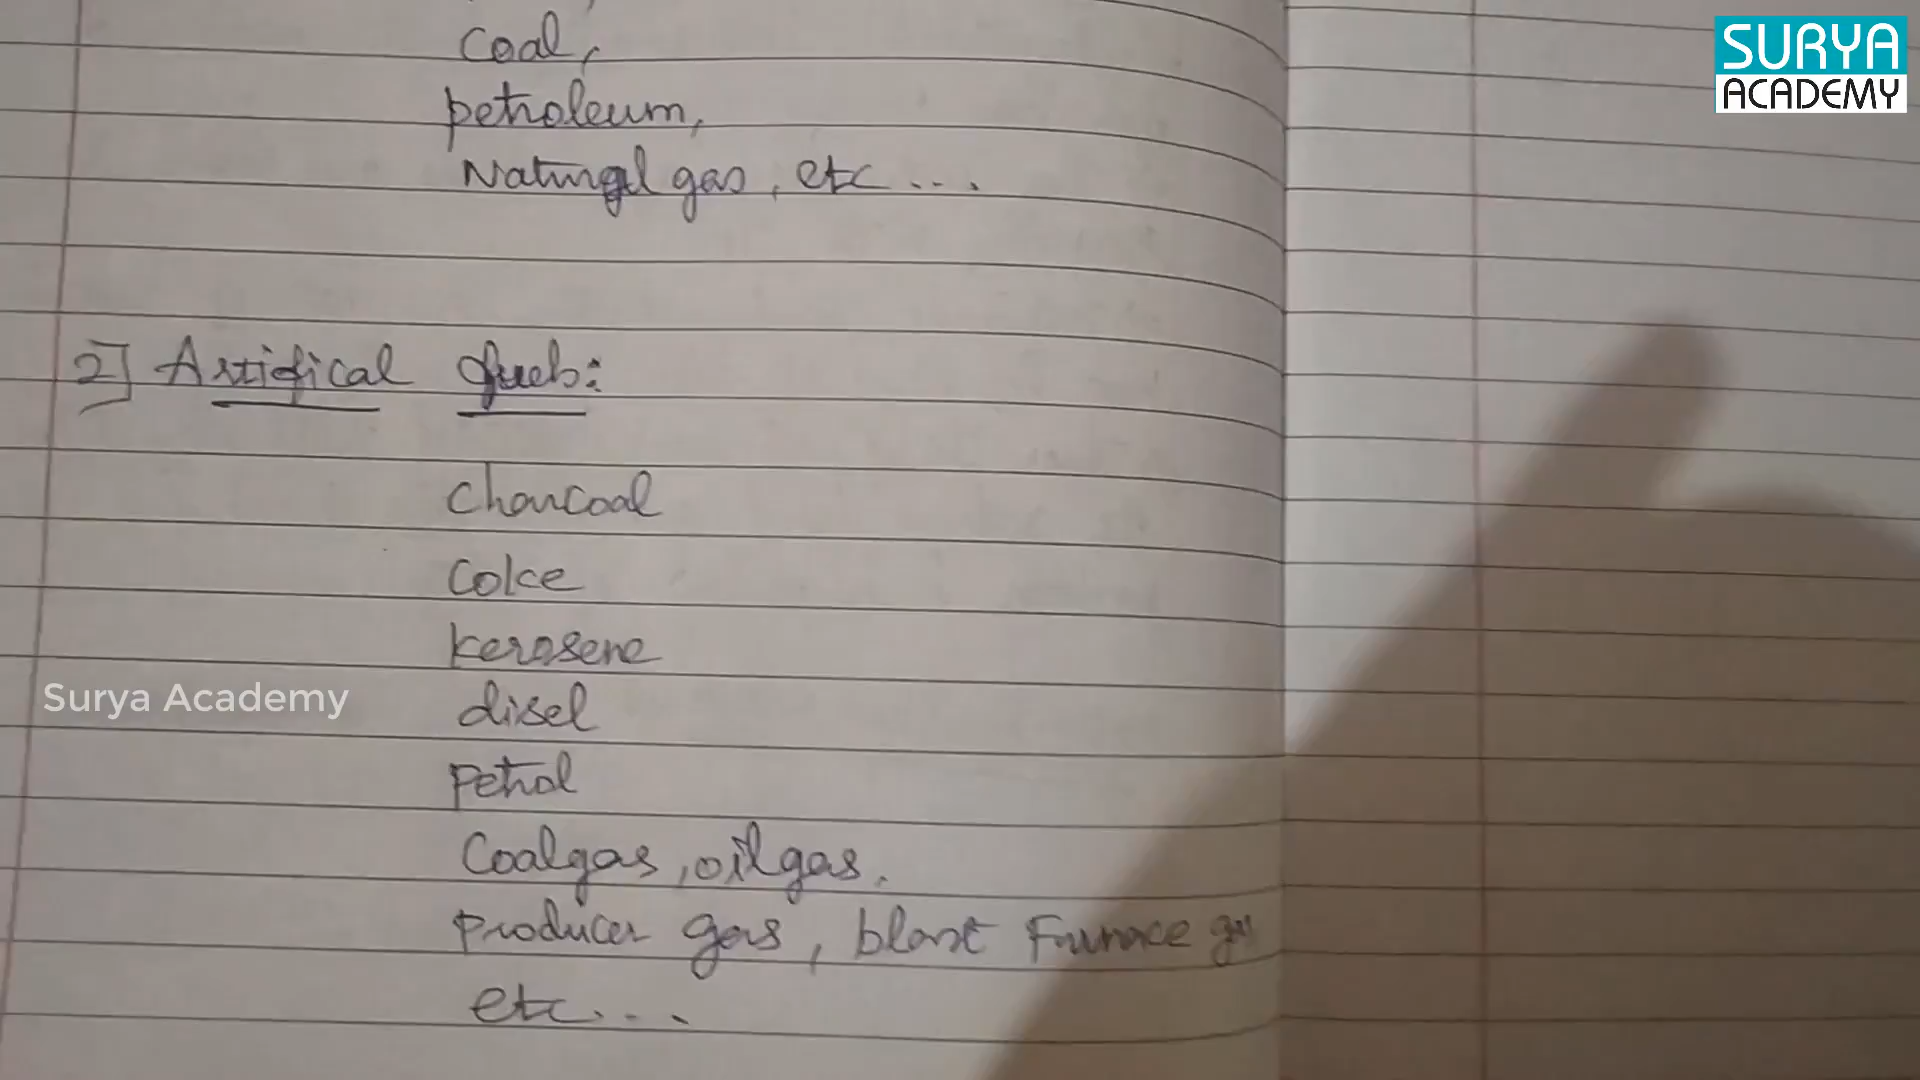 SURYA
ACADEMY
Coal,
petroleum,
Natural gas, etc ...
2] Artifical fuels:
Charcoal
Coke
Kerosene
disel
Petrol
Coalgas, oilgas.
Producer gas, blast Furnace gas
etc...
Surya Academy